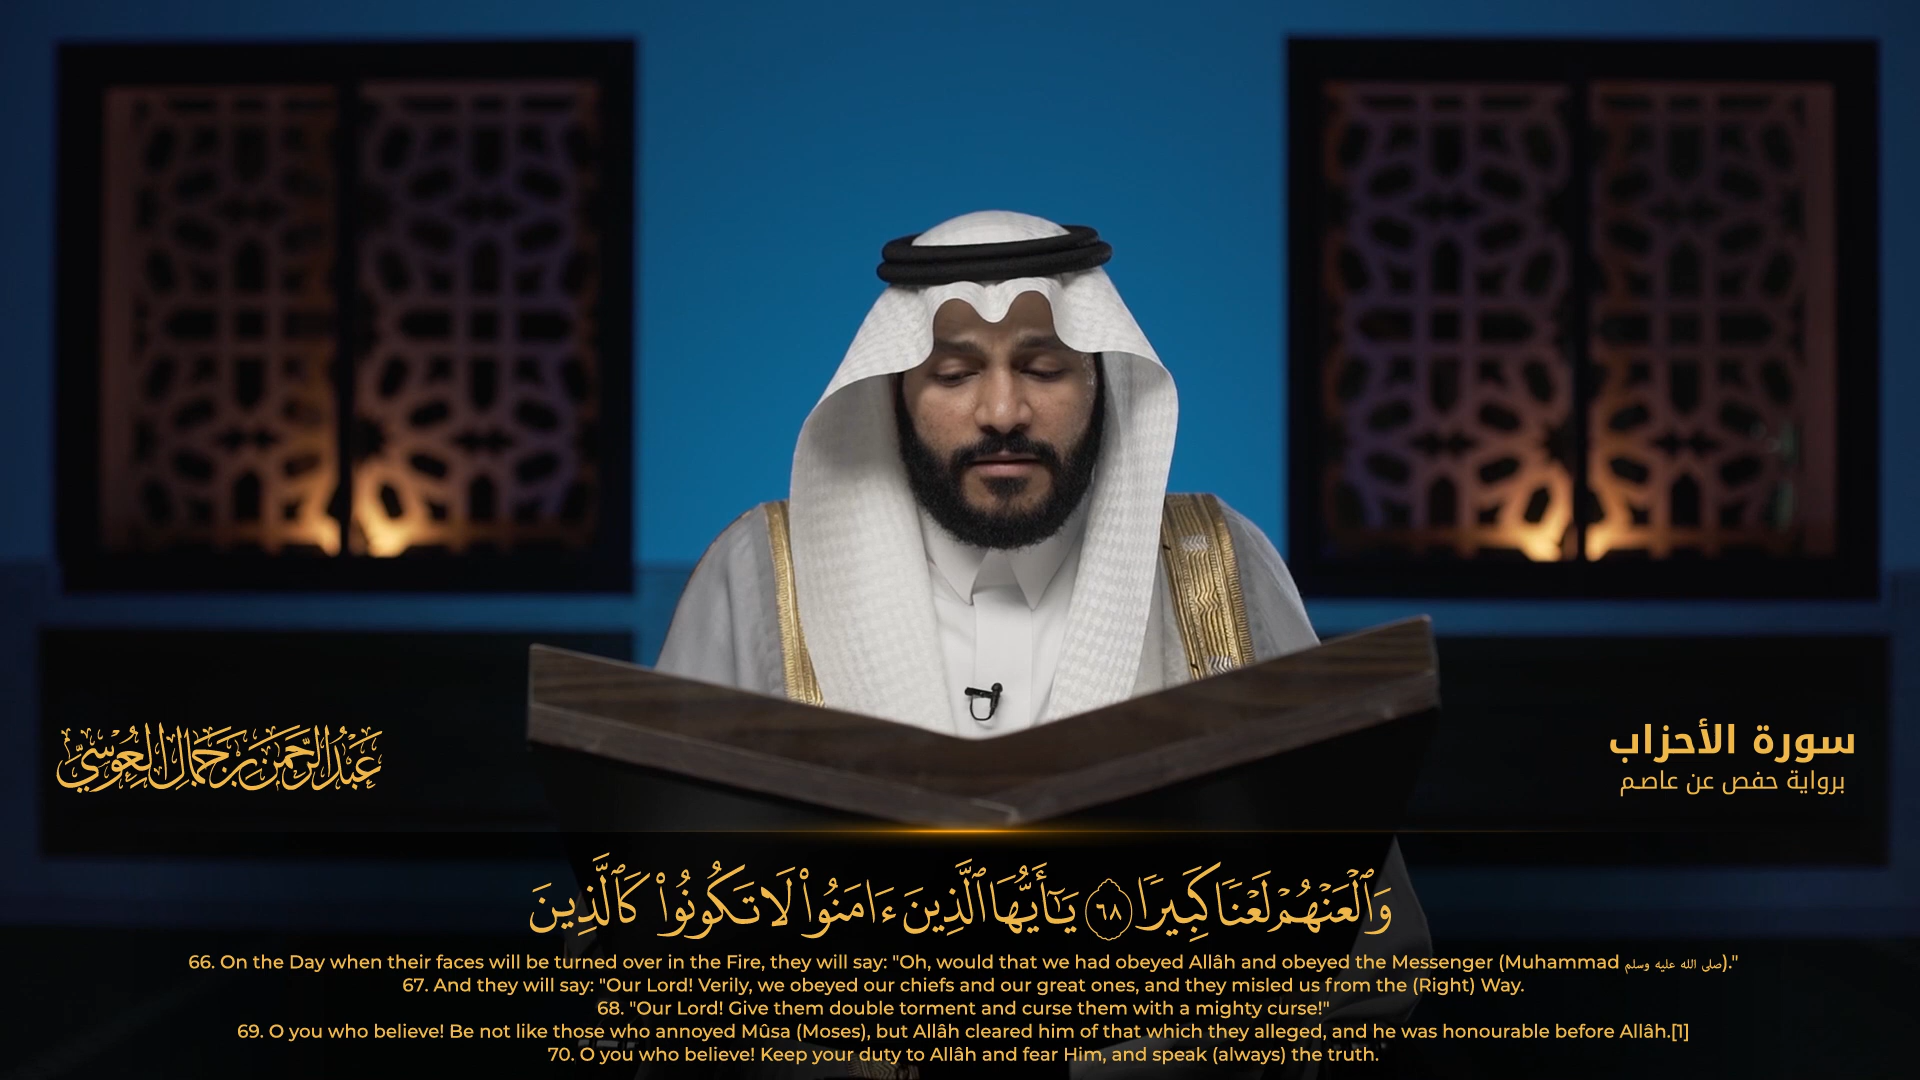 عَبْدُ الرَّحْمَنِ بْنِ جَمَالِ العُوسِيِّ
سورة الأحزاب
برواية حفص عن عاصم
وَٱلْعَنْهُمْ لَعْنًا كَبِيرًا ٦٨ يَـٰٓأَيُّهَا ٱلَّذِينَ ءَامَنُوا۟ لَا تَكُونُوا۟ كَٱلَّذِينَ
66. On the Day when their faces will be turned over in the Fire, they will say: "Oh, would that we had obeyed Allâh and obeyed the Messenger (Muhammad صلى الله عليه وسلم)."
67. And they will say: "Our Lord! Verily, we obeyed our chiefs and our great ones, and they misled us from the (Right) Way.
68. "Our Lord! Give them double torment and curse them with a mighty curse!"
69. O you who believe! Be not like those who annoyed Mûsa (Moses), but Allâh cleared him of that which they alleged, and he was honourable before Allâh.[1]
70. O you who believe! Keep your duty to Allâh and fear Him, and speak (always) the truth.